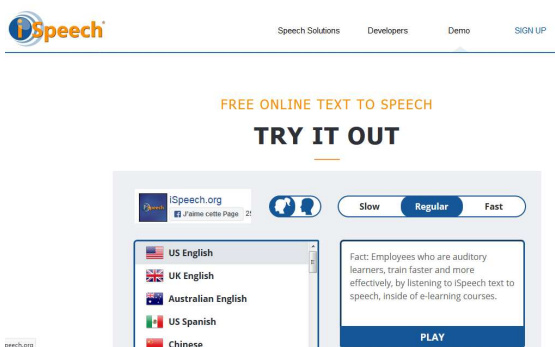 iSpeech
Speech Solutions
Developers
Demo
SIGN UP
FREE ONLINE TEXT TO SPEECH
TRY IT OUT
iSpeech.org
J'aime cette Page
Slow
Regular
Fast
US English
UK English
Australian English
US Spanish
Chinese
Fact: Employees who are auditory
learners, train faster and more
effectively, by listening to iSpeech text to
speech, inside of e-learning courses.
PLAY